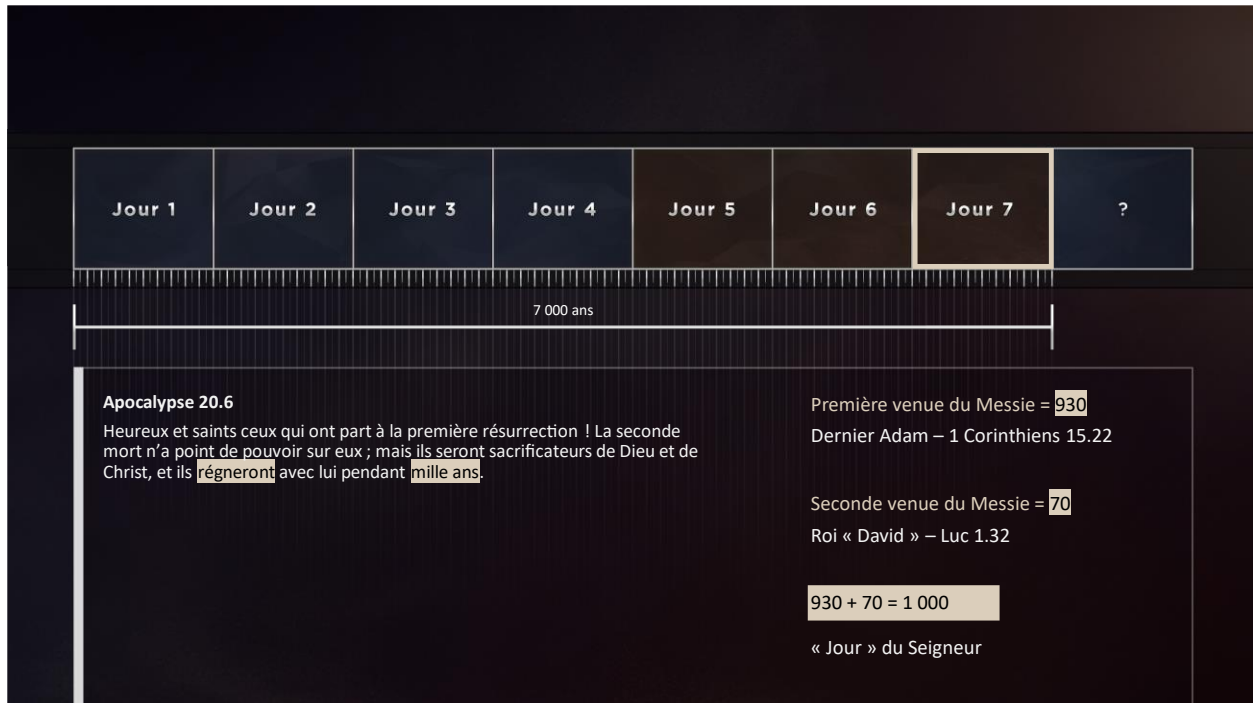 Jour 1
Jour 2
Jour 3
Jour 4
Jour 5
Jour 6
Jour 7
?
7 000 ans
Apocalypse 20.6
Heureux et saints ceux qui ont part à la première résurrection ! La seconde
mort n’a point de pouvoir sur eux ; mais ils seront sacrificateurs de Dieu et de
Christ, et ils régneront avec lui pendant mille ans.
Première venue du Messie = 930
Dernier Adam – 1 Corinthiens 15.22
Seconde venue du Messie = 70
Roi « David » – Luc 1.32
930 + 70 = 1 000
« Jour » du Seigneur